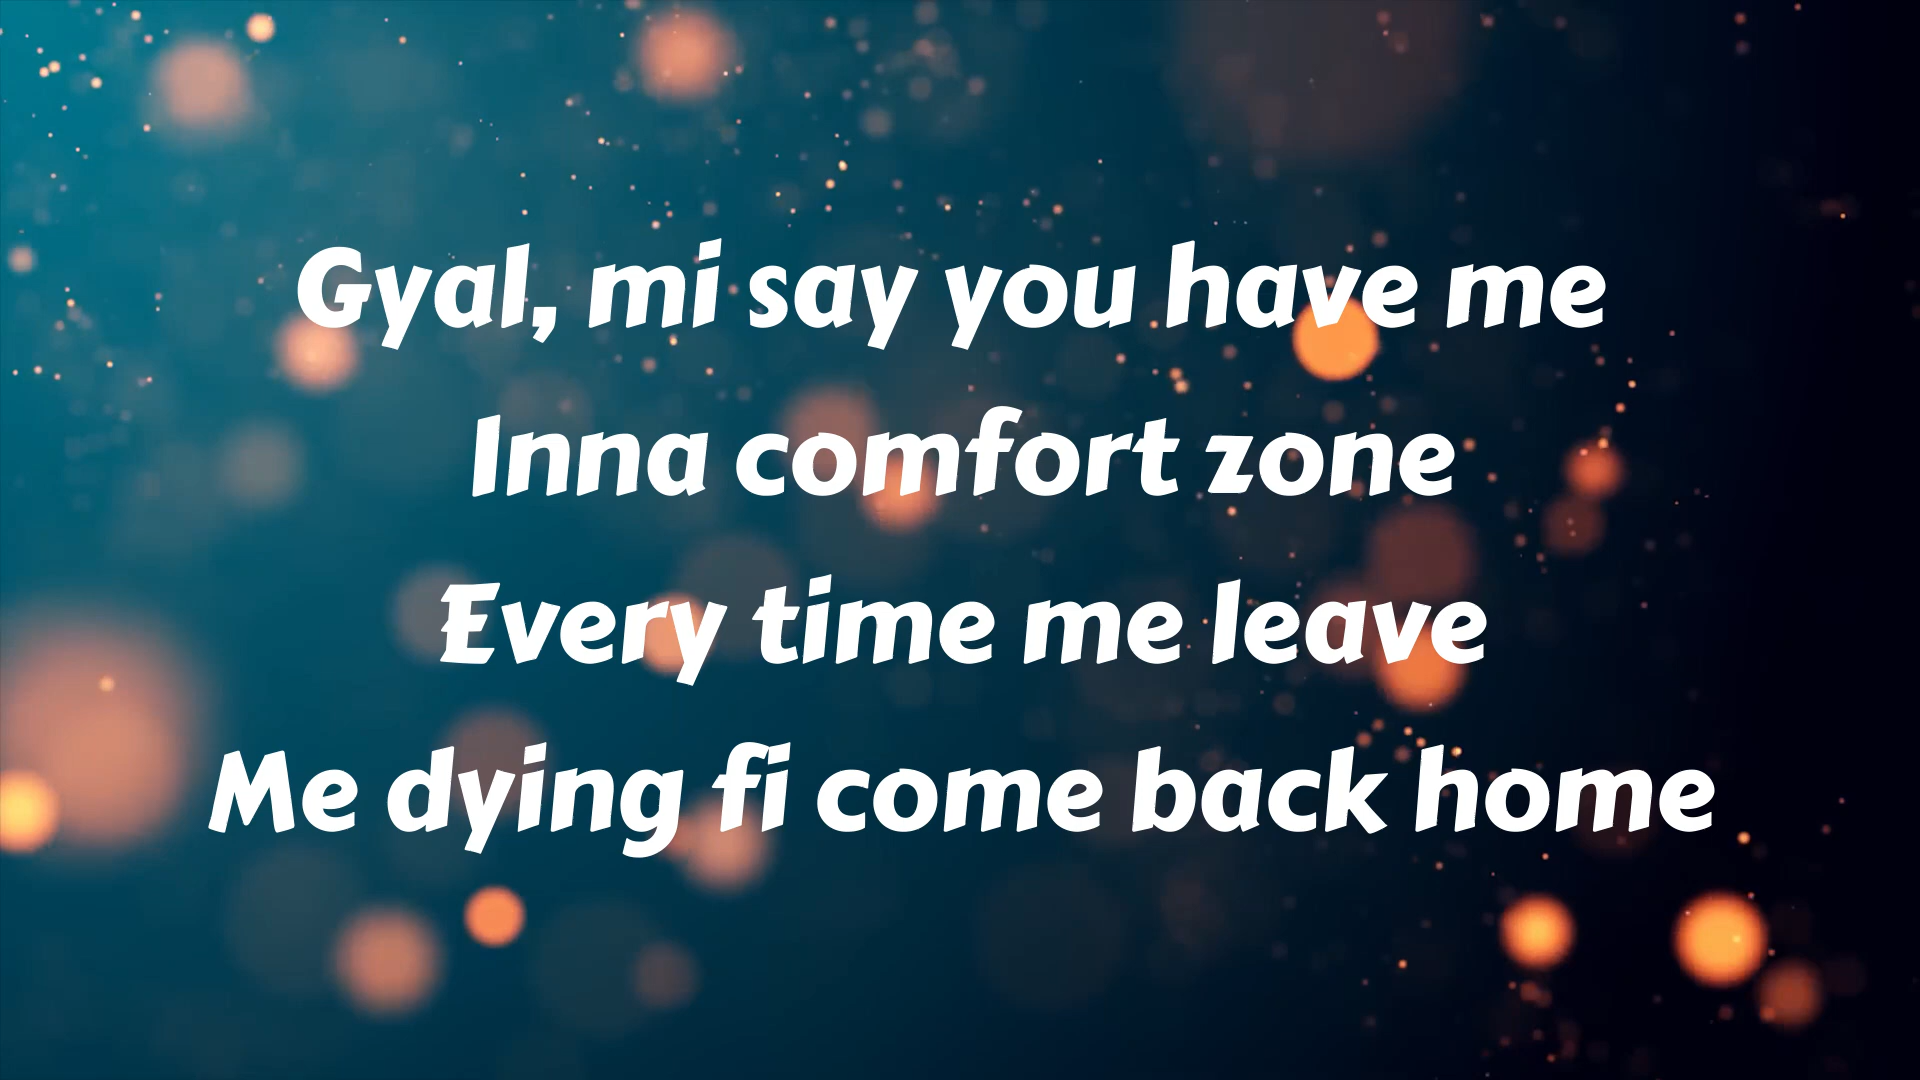 Gyal, mi say you have me
Inna comfort zone
Every time me leave
Me dying fi come back home